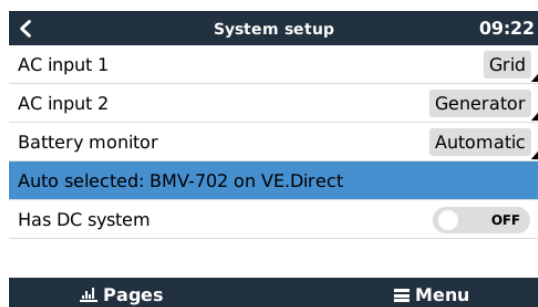 System setup 09:22
AC input 1 Grid
AC input 2 Generator
Battery monitor Automatic
Auto selected: BMV-702 on VE.Direct
Has DC system OFF
Pages Menu